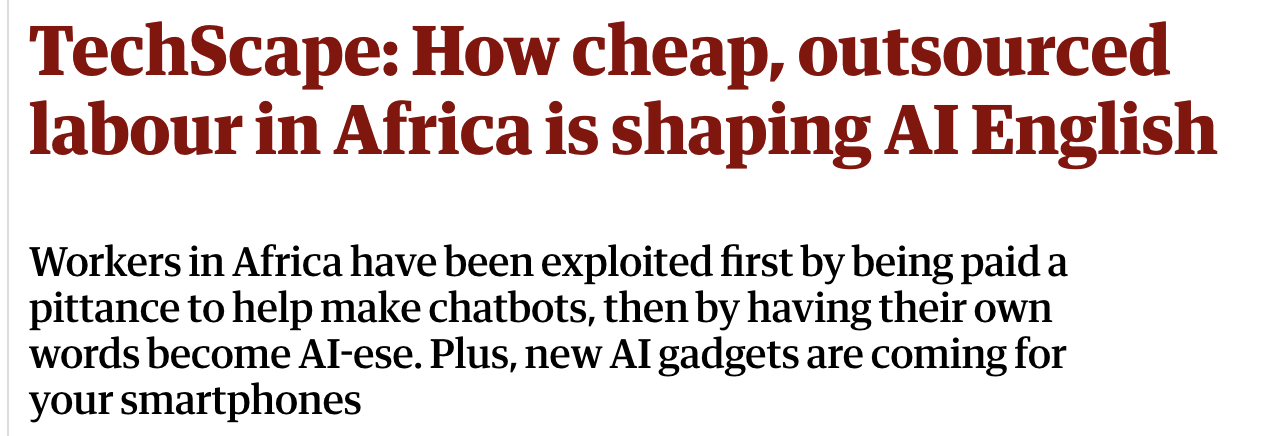 TechScape: How cheap, outsourced
labour in Africa is shaping AI English
Workers in Africa have been exploited first by being paid a
pittance to help make chatbots, then by having their own
words become AI-ese. Plus, new AI gadgets are coming for
your smartphones